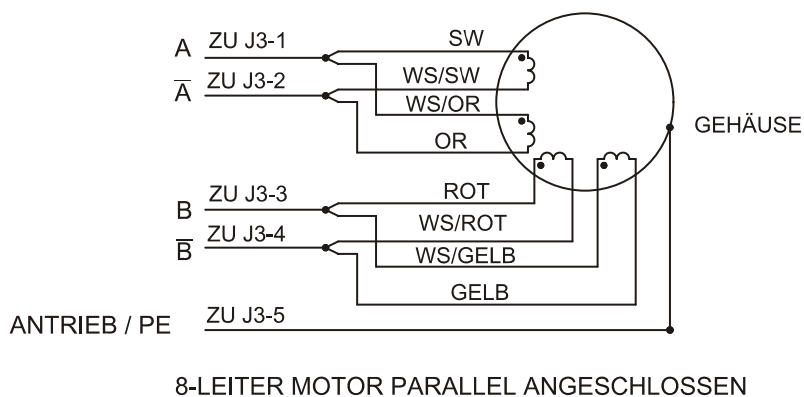 A ZU J3-1 SW
A̅ ZU J3-2 WS/SW
WS/OR
GEHÄUSE
OR
B ZU J3-3 ROT
WS/ROT
B̅ ZU J3-4
WS/GELB
GELB
ANTRIEB / PE ZU J3-5
8-LEITER MOTOR PARALLEL ANGESCHLOSSEN